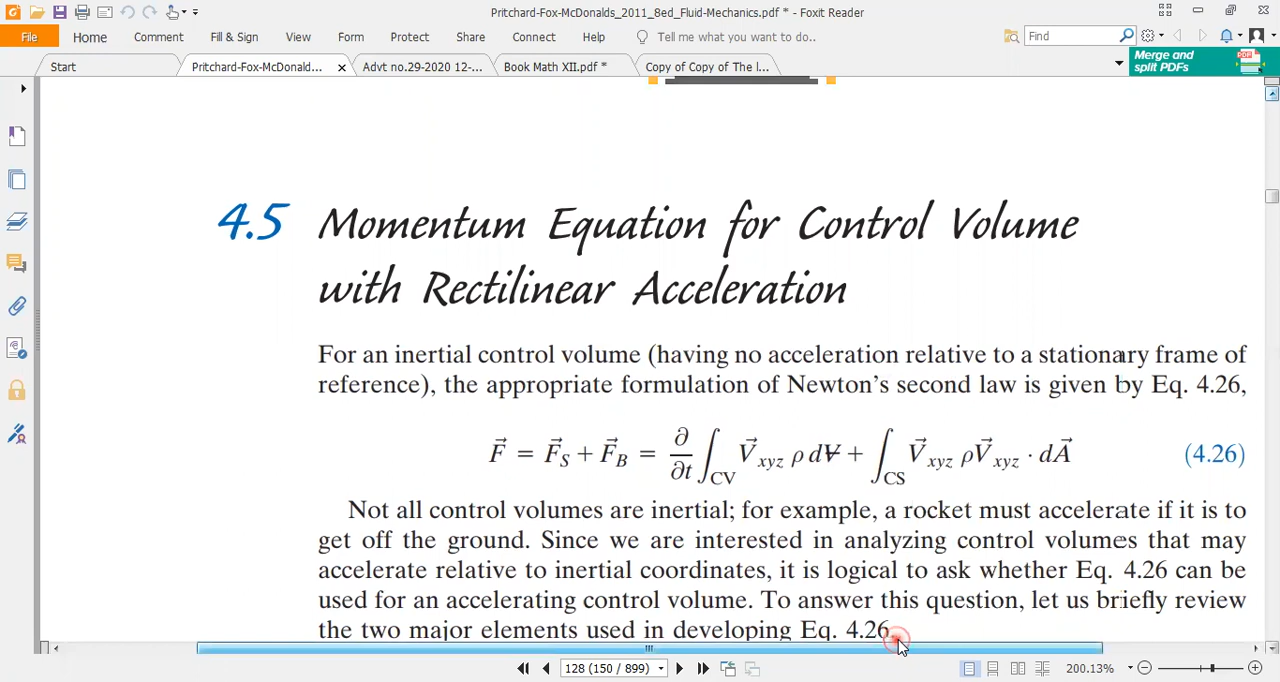 Pritchard-Fox-McDonalds_2011_8ed_Fluid-Mechanics.pdf * - Foxit Reader
File Home Comment Fill & Sign View Form Protect Share Connect Help Tell me what you want to do... Find
Start Pritchard-Fox-McDonald... Advt no.29-2020 12-... Book Math XII.pdf * Copy of Copy of The l... Merge and
split PDFs
4.5 Momentum Equation for Control Volume
with Rectilinear Acceleration
For an inertial control volume (having no acceleration relative to a stationary frame of
reference), the appropriate formulation of Newton's second law is given by Eq. 4.26,
F⃗ = F⃗_S + F⃗_B = ∂/∂t ∫_CV V⃗_xyz ρ dV̶ + ∫_CS V⃗_xyz ρV⃗_xyz · dA⃗ (4.26)
Not all control volumes are inertial; for example, a rocket must accelerate if it is to
get off the ground. Since we are interested in analyzing control volumes that may
accelerate relative to inertial coordinates, it is logical to ask whether Eq. 4.26 can be
used for an accelerating control volume. To answer this question, let us briefly review
the two major elements used in developing Eq. 4.26.
128 (150 / 899) 200.13%